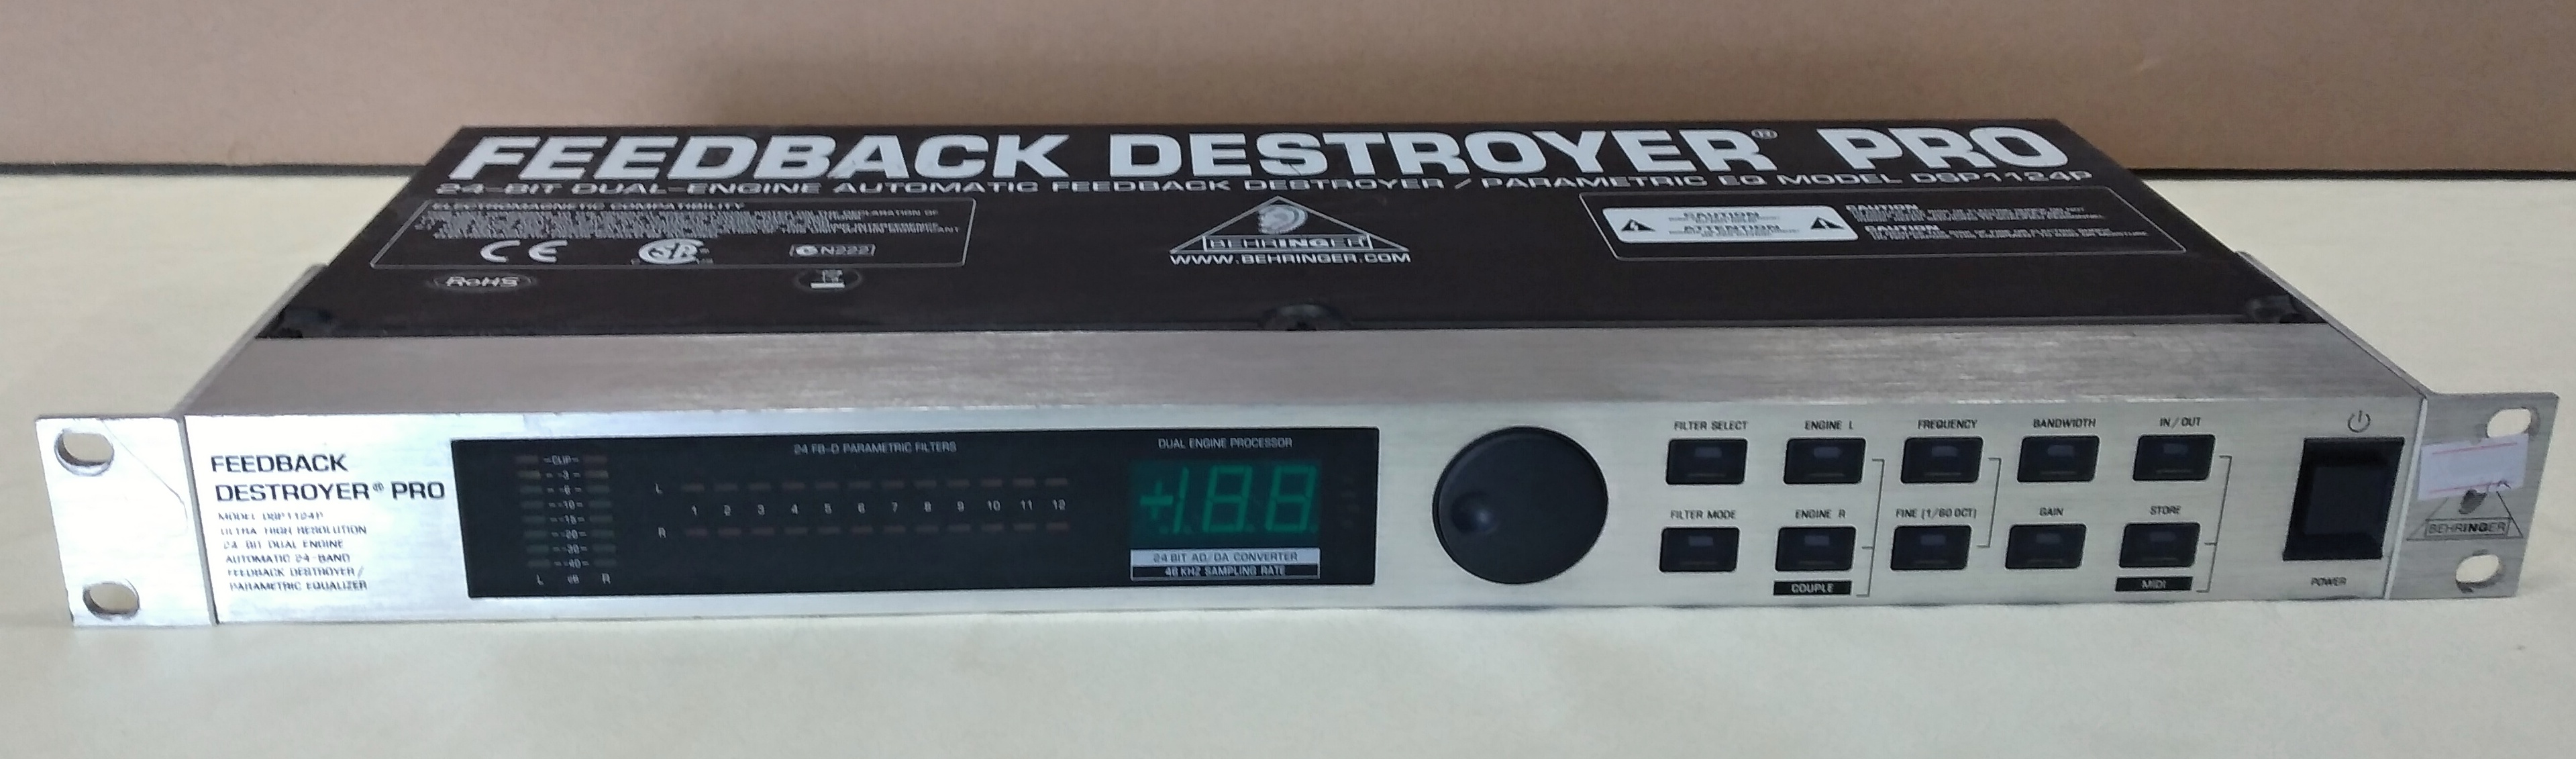 FEEDBACK DESTROYER® PRO
24-BIT DUAL-ENGINE AUTOMATIC FEEDBACK DESTROYER / PARAMETRIC EQ MODEL DSP1124P
ELECTROMAGNETIC COMPATIBILITY
CE
N222
RoHS
BEHRINGER
WWW.BEHRINGER.COM
CAUTION
ATTENTION
CAUTION
CAUTION
FEEDBACK
DESTROYER® PRO
MODEL DSP1124P
ULTRA-HIGH RESOLUTION
24-BIT DUAL ENGINE
AUTOMATIC 24-BAND
FEEDBACK DESTROYER/
PARAMETRIC EQUALIZER
CLIP
-3
-6
-10
-15
-20
-30
-40
L dB R
24 FB-D PARAMETRIC FILTERS
L
1 2 3 4 5 6 7 8 9 10 11 12
R
DUAL ENGINE PROCESSOR
+188
24 BIT AD/DA CONVERTER
46 KHZ SAMPLING RATE
FILTER SELECT ENGINE L FREQUENCY BANDWIDTH IN/OUT
FILTER MODE ENGINE R FINE (1/60 OCT) GAIN STORE
COUPLE MIDI
POWER
BEHRINGER